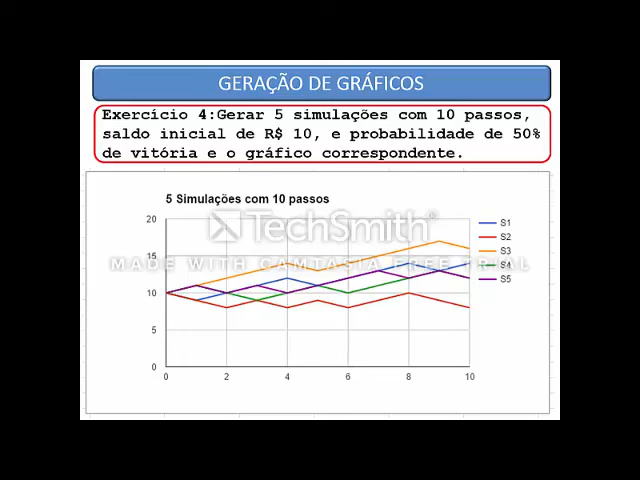 GERAÇÃO DE GRÁFICOS
Exercício 4:Gerar 5 simulações com 10 passos,
saldo inicial de R$ 10, e probabilidade de 50%
de vitória e o gráfico correspondente.
5 Simulações com 10 passos
TechSmith®
MADE WITH CAMTASIA FREE TRIAL
20
15
10
5
0
0 2 4 6 8 10
S1
S2
S3
S4
S5